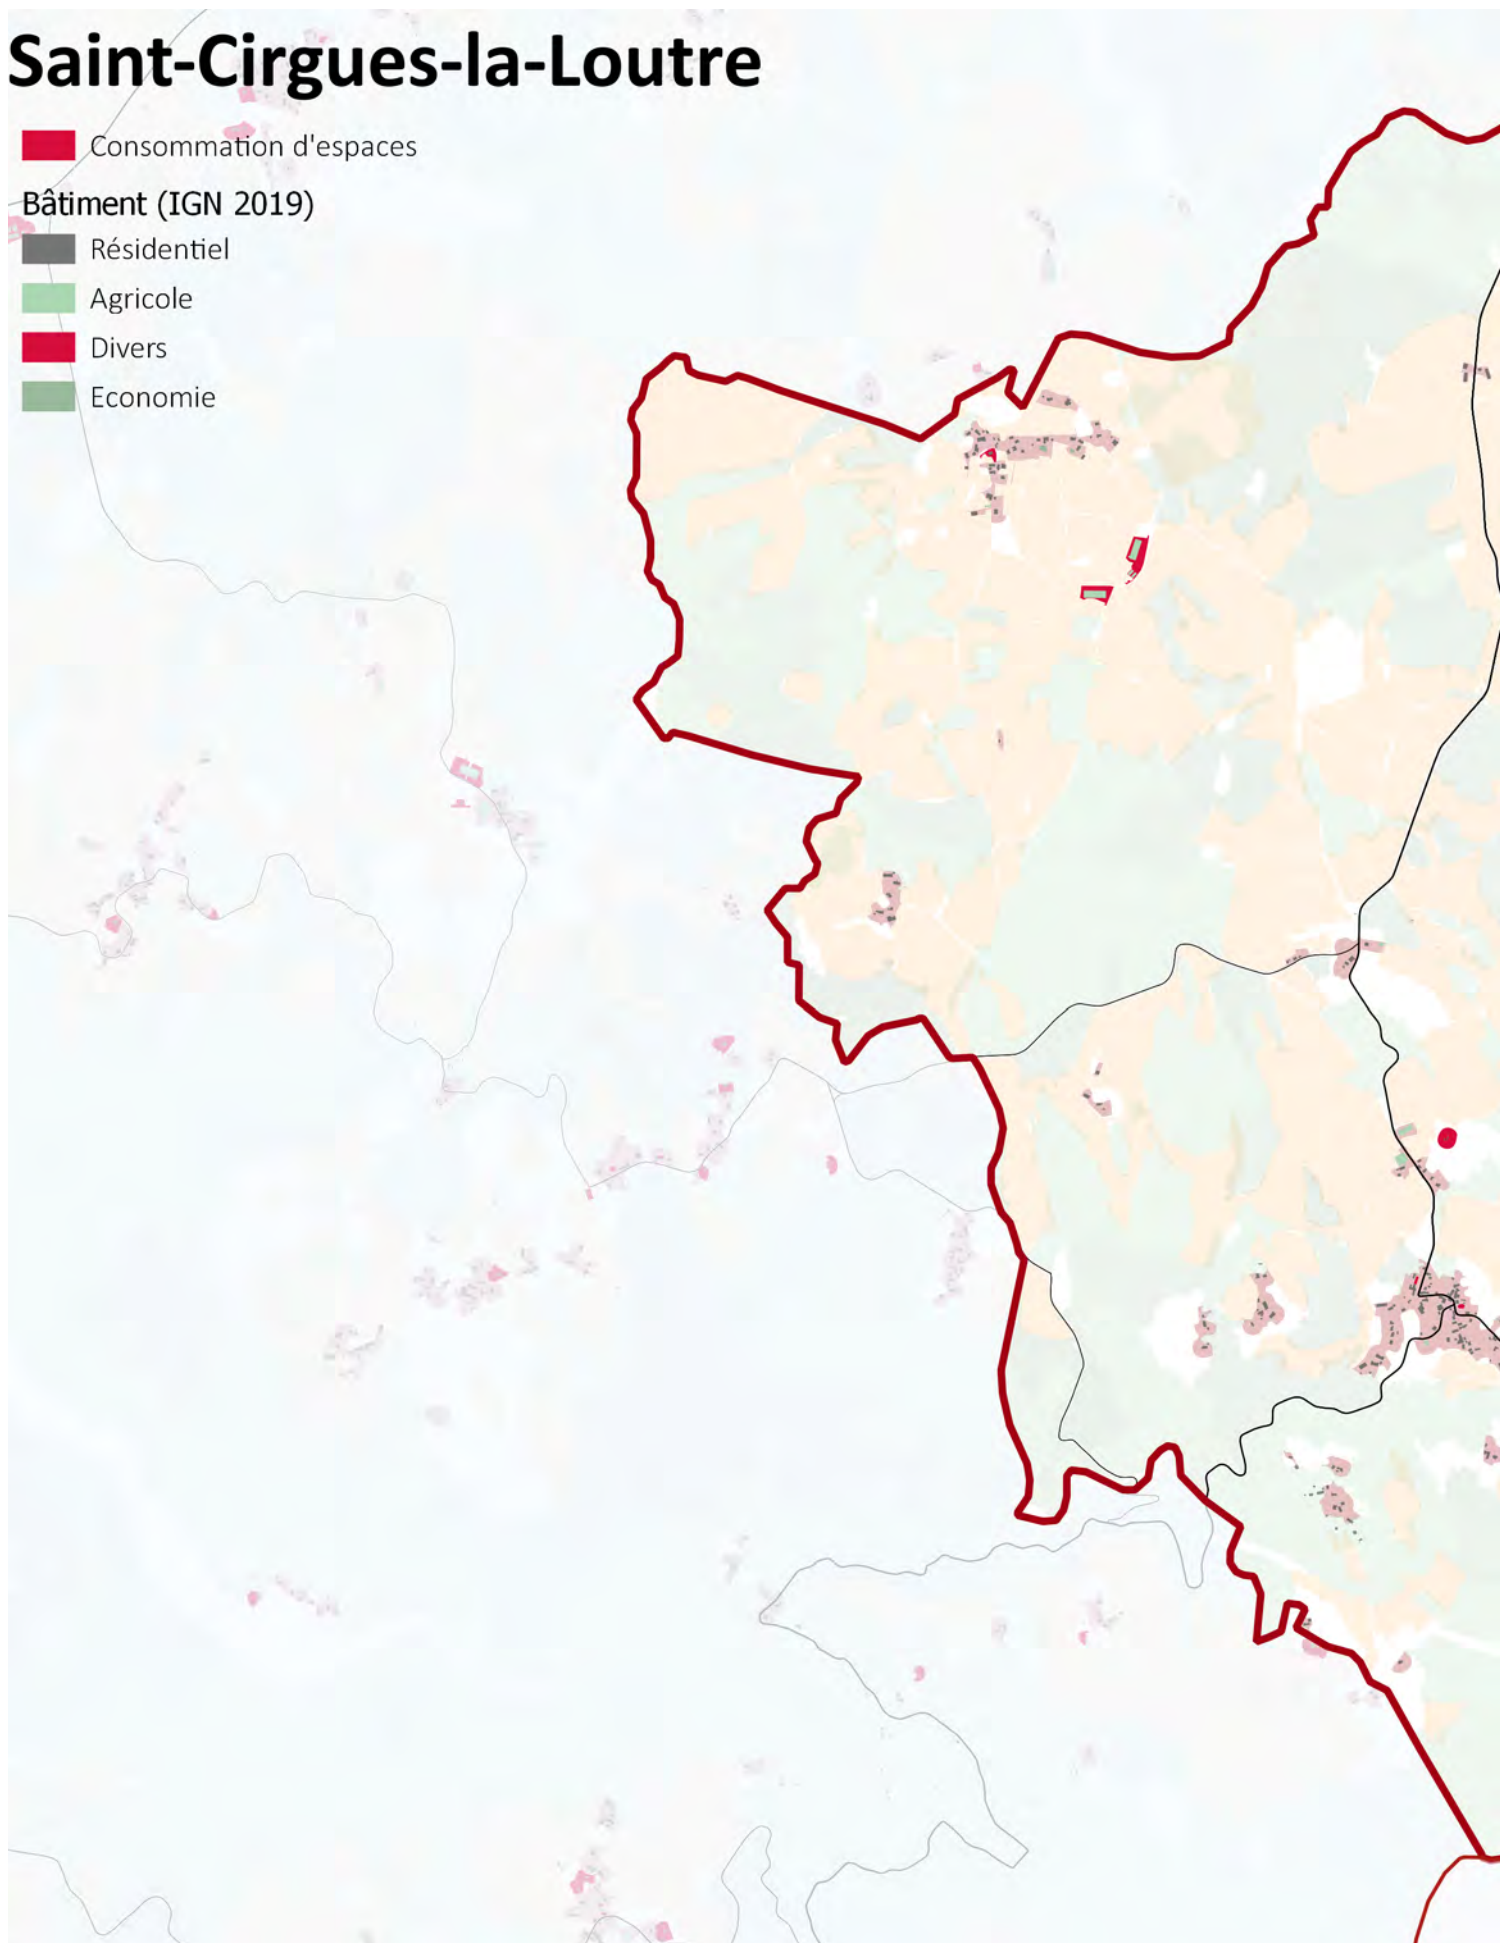 Saint-Cirgues-la-Loutre
Consommation d'espaces
Bâtiment (IGN 2019)
Résidentiel
Agricole
Divers
Economie